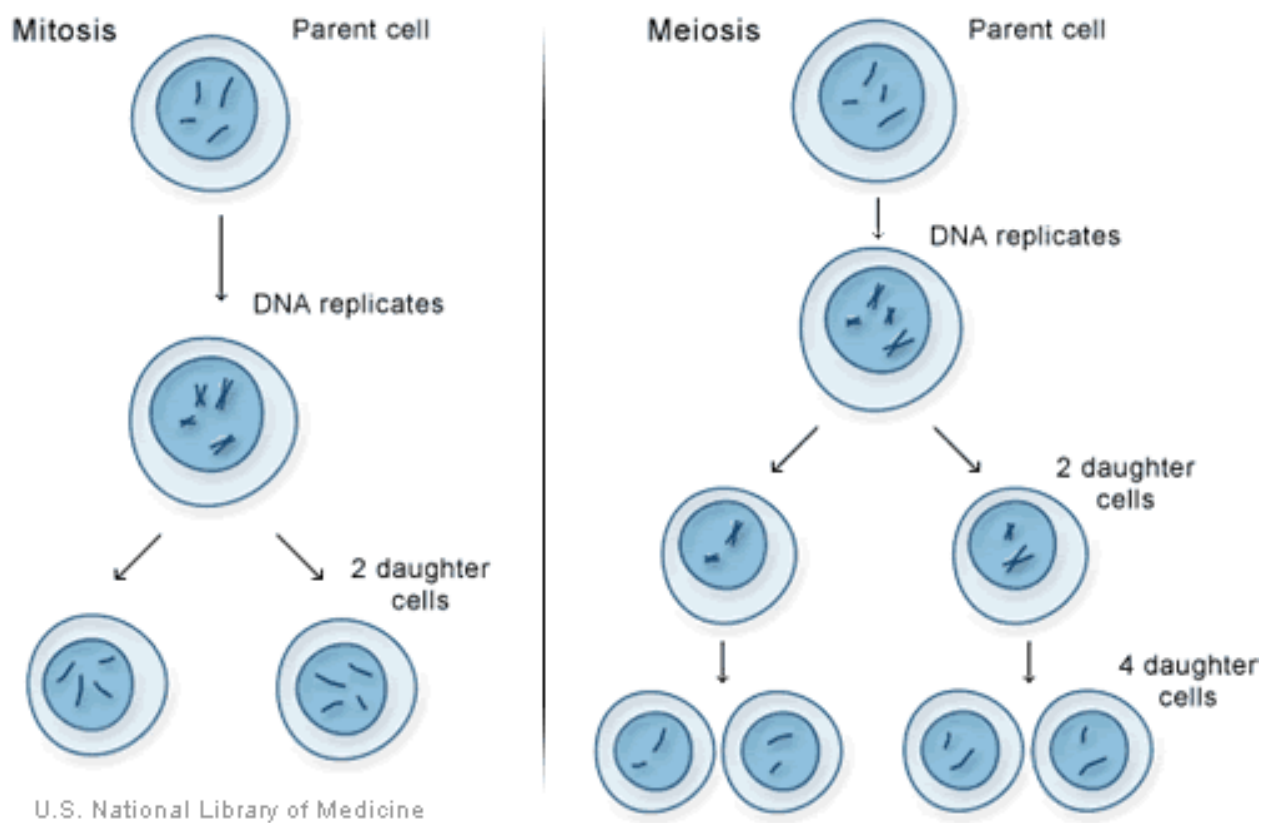 Mitosis
Parent cell
DNA replicates
2 daughter
cells
U.S. National Library of Medicine
Meiosis
Parent cell
DNA replicates
2 daughter
cells
4 daughter
cells